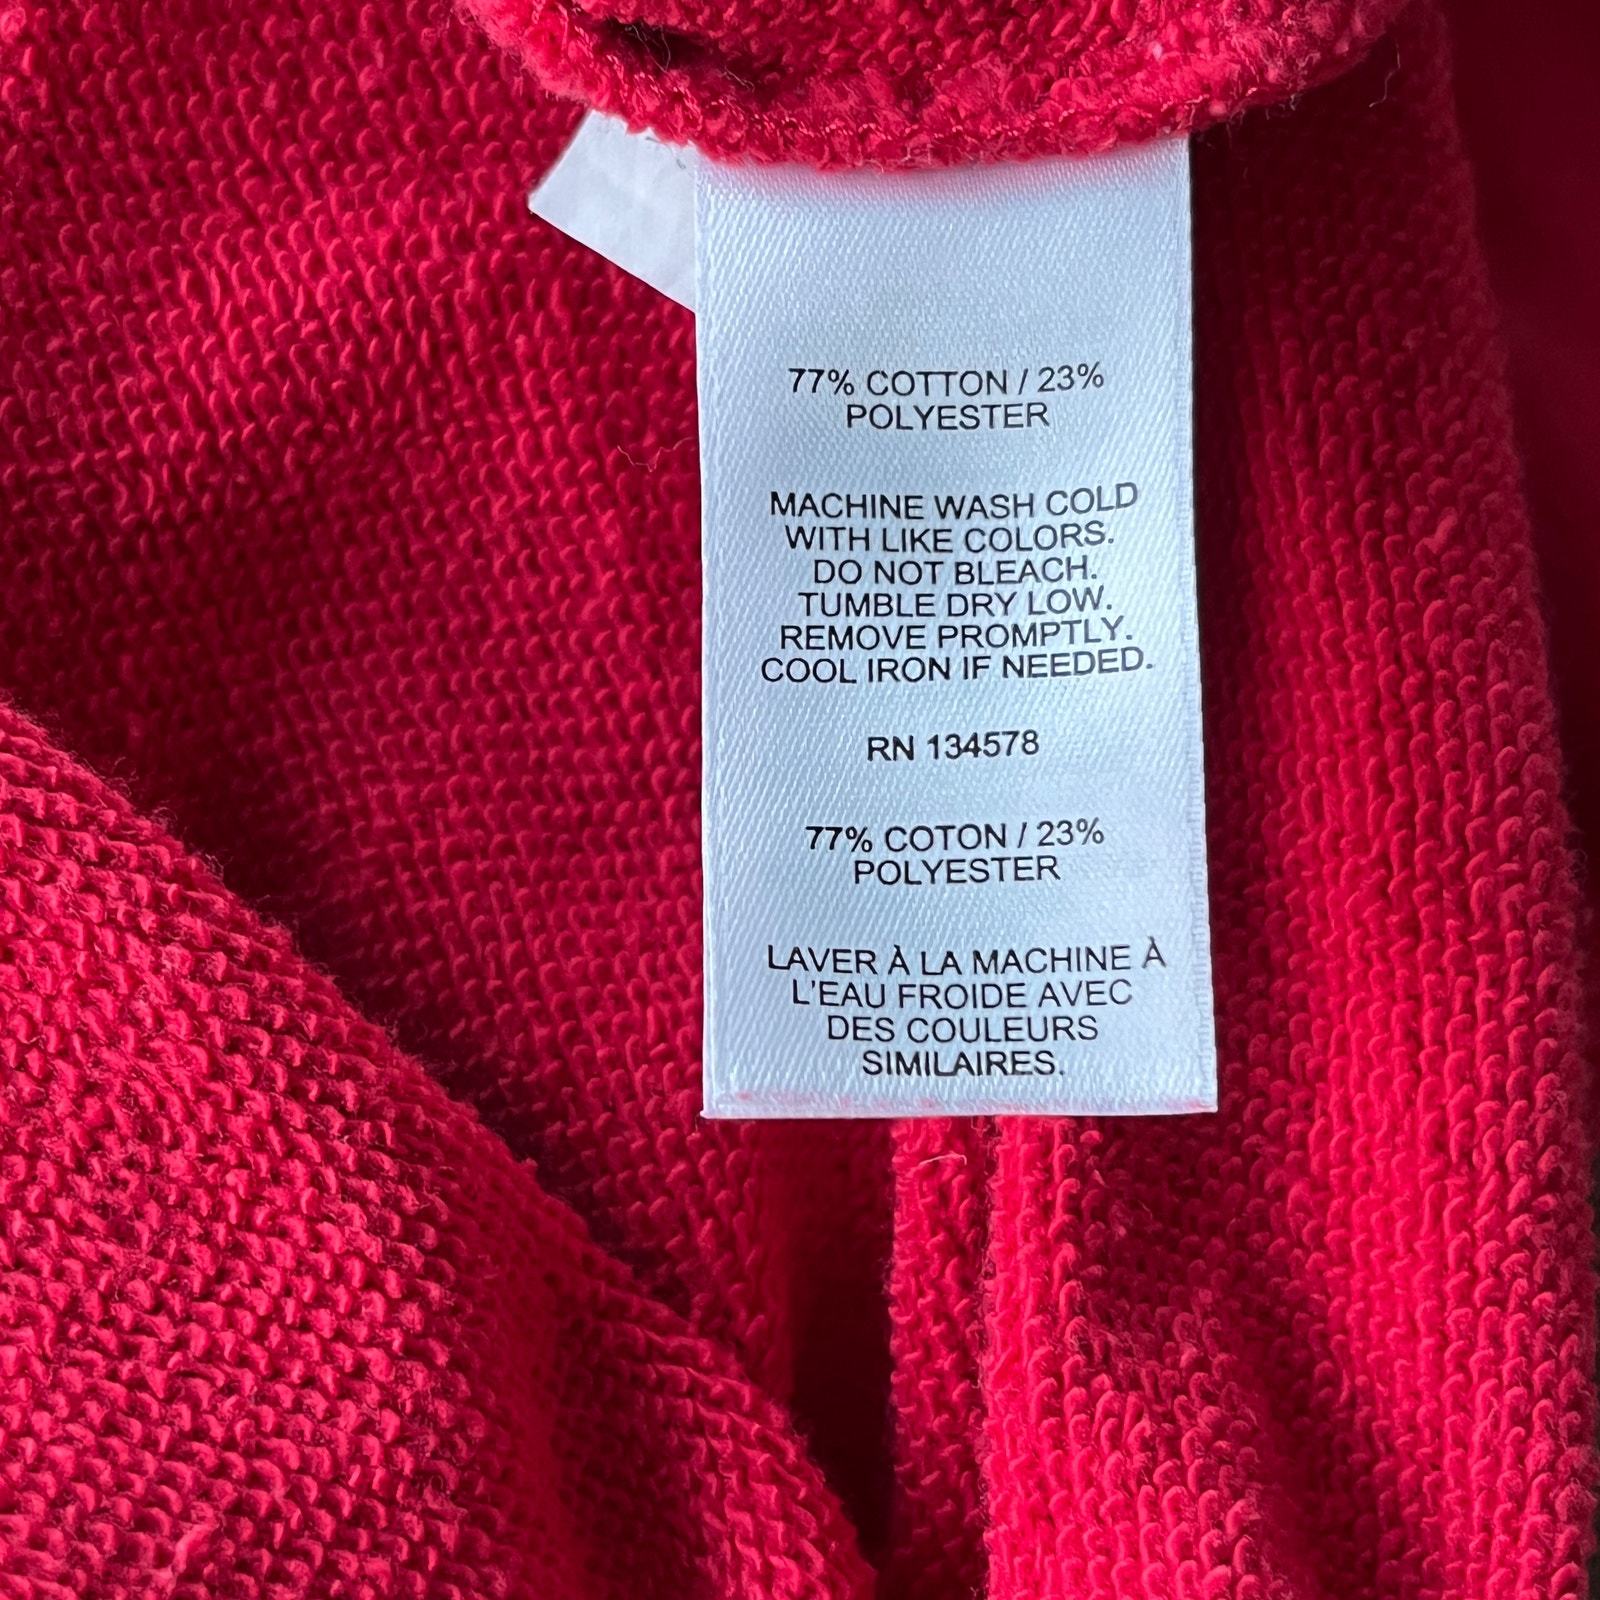 77% COTTON / 23%
POLYESTER
MACHINE WASH COLD
WITH LIKE COLORS.
DO NOT BLEACH.
TUMBLE DRY LOW.
REMOVE PROMPTLY.
COOL IRON IF NEEDED.
RN 134578
77% COTON / 23%
POLYESTER
LAVER À LA MACHINE À
L'EAU FROIDE AVEC
DES COULEURS
SIMILAIRES.